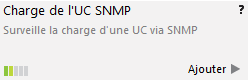 Charge de l'UC SNMP ?
Surveille la charge d'une UC via SNMP
Ajouter